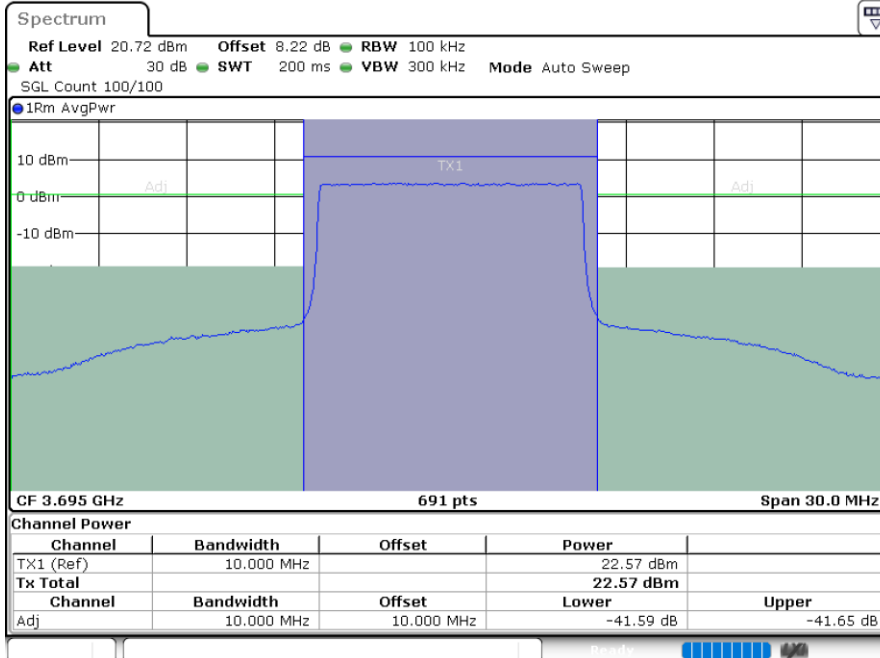 Spectrum
Ref Level 20.72 dBm Offset 8.22 dB RBW 100 kHz
Att 30 dB SWT 200 ms VBW 300 kHz Mode Auto Sweep
SGL Count 100/100
1Rm AvgPwr
10 dBm
TX1
Adj Adj
0 dBm
-10 dBm
CF 3.695 GHz 691 pts Span 30.0 MHz
Channel Power
Channel Bandwidth Offset Power
TX1 (Ref) 10.000 MHz 22.57 dBm
Tx Total 22.57 dBm
Channel Bandwidth Offset Lower Upper
Adj 10.000 MHz 10.000 MHz -41.59 dB -41.65 dB
Ready